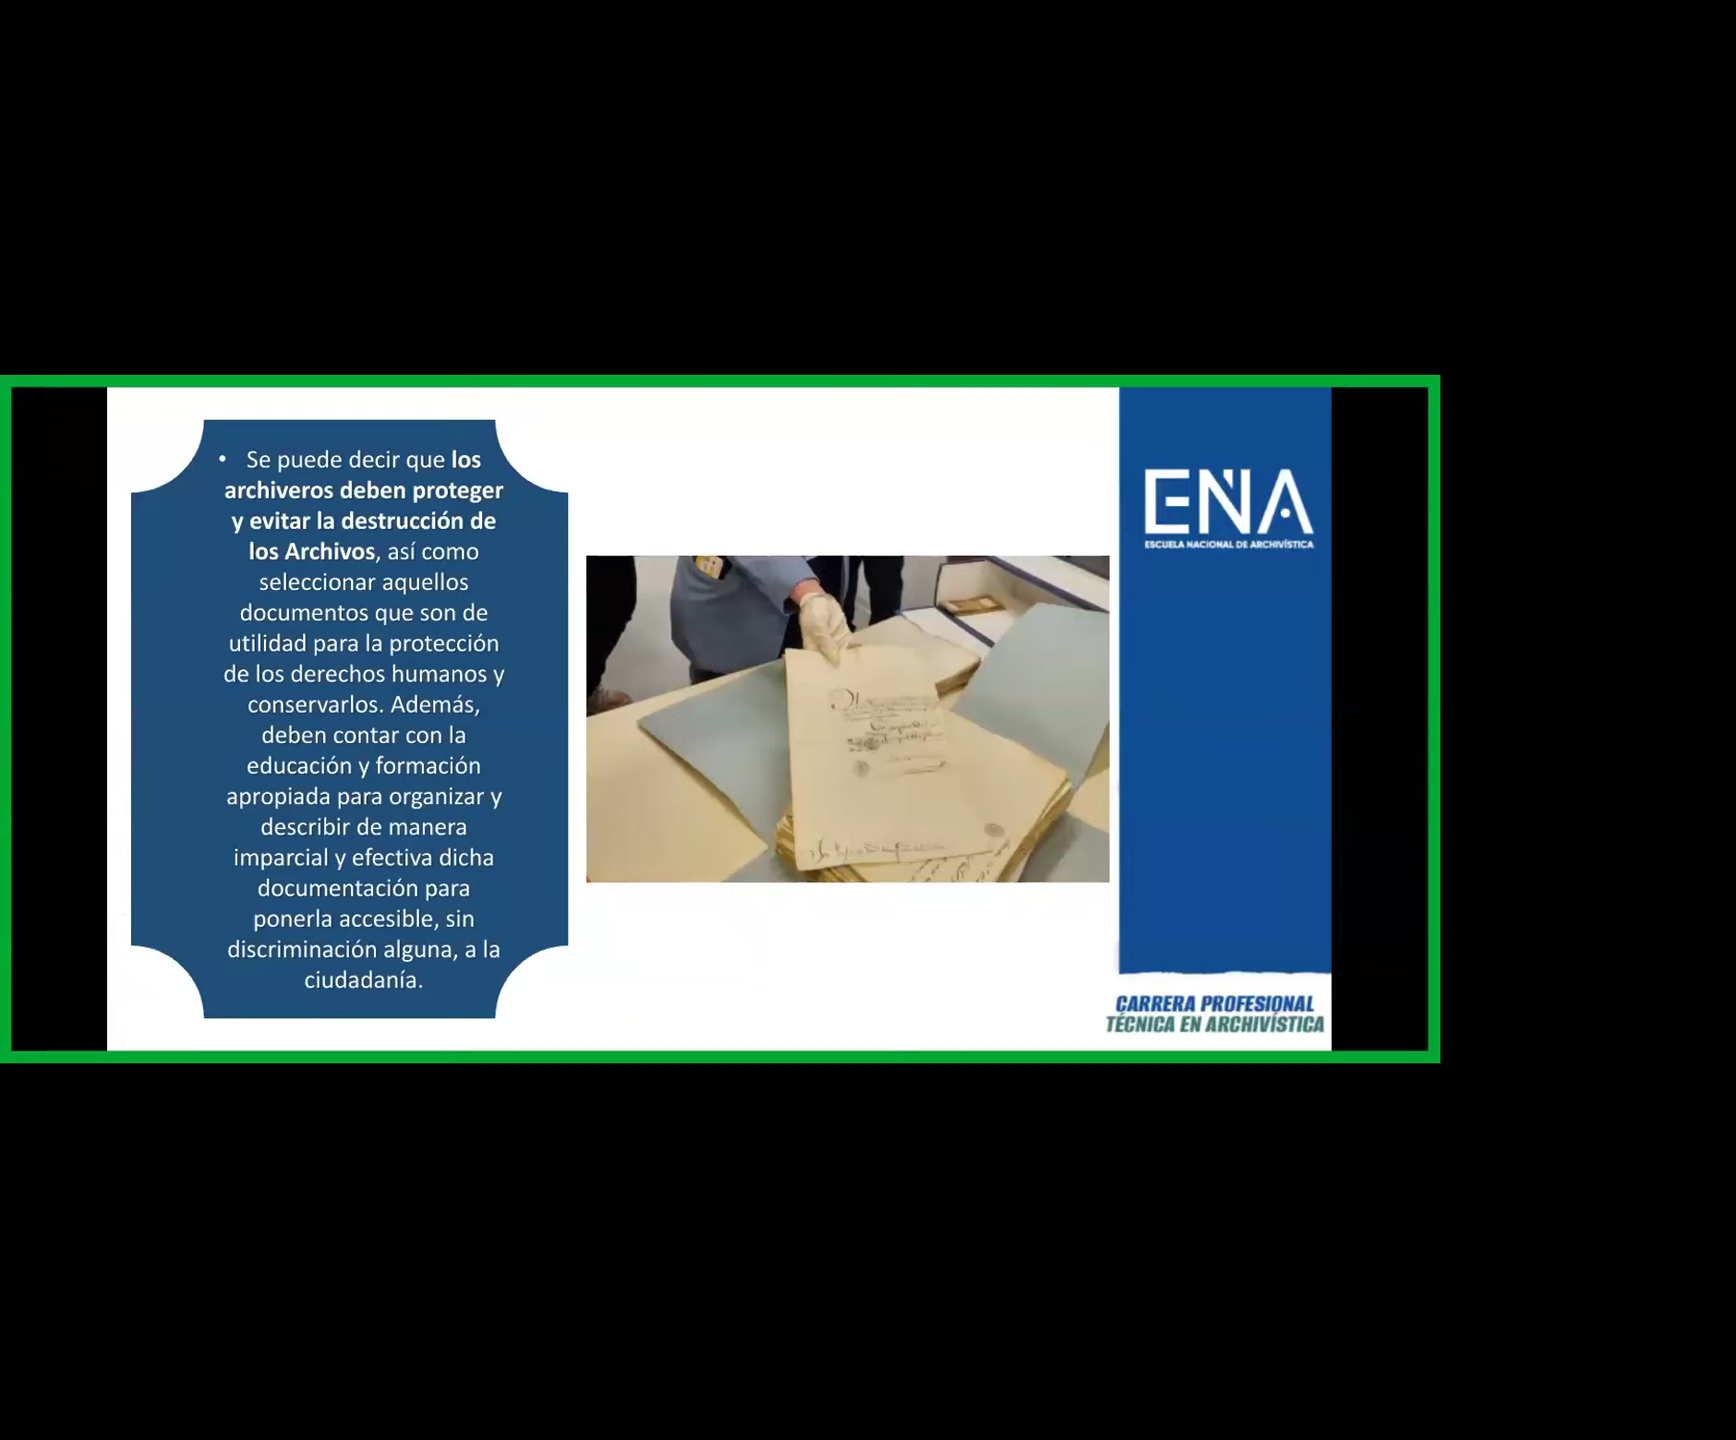 • Se puede decir que los
archiveros deben proteger
y evitar la destrucción de
los Archivos, así como
seleccionar aquellos
documentos que son de
utilidad para la protección
de los derechos humanos y
conservarlos. Además,
deben contar con la
educación y formación
apropiada para organizar y
describir de manera
imparcial y efectiva dicha
documentación para
ponerla accesible, sin
discriminación alguna, a la
ciudadanía.
ENA
ESCUELA NACIONAL DE ARCHIVÍSTICA
CARRERA PROFESIONAL
TÉCNICA EN ARCHIVÍSTICA